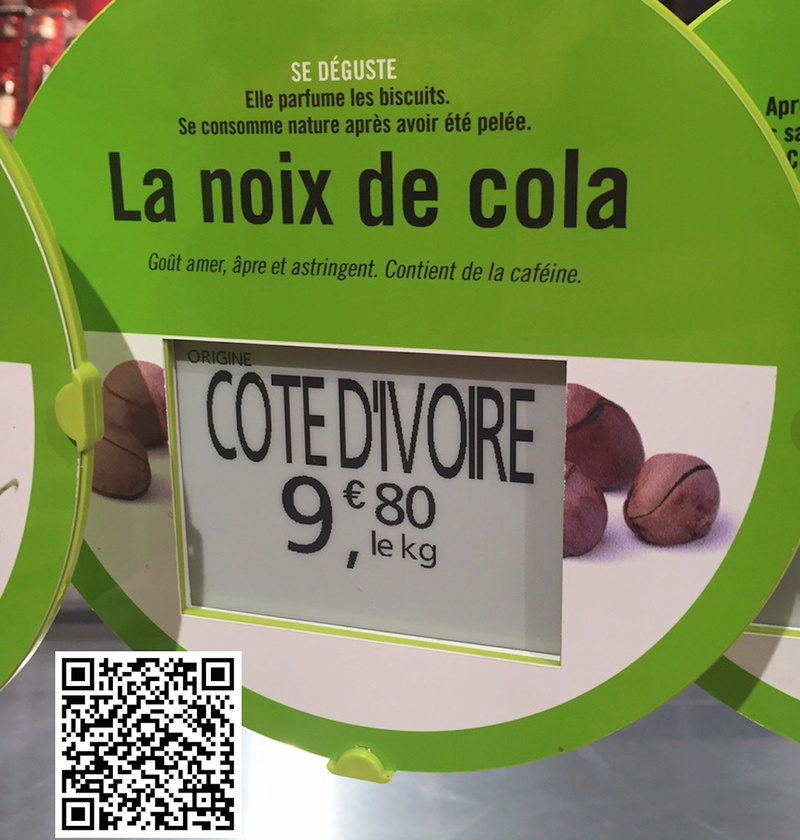 SE DÉGUSTE
Elle parfume les biscuits.
Se consomme nature après avoir été pelée.
La noix de cola
Goût amer, âpre et astringent. Contient de la caféine.
ORIGINE
COTE D'IVOIRE
9,€80
le kg